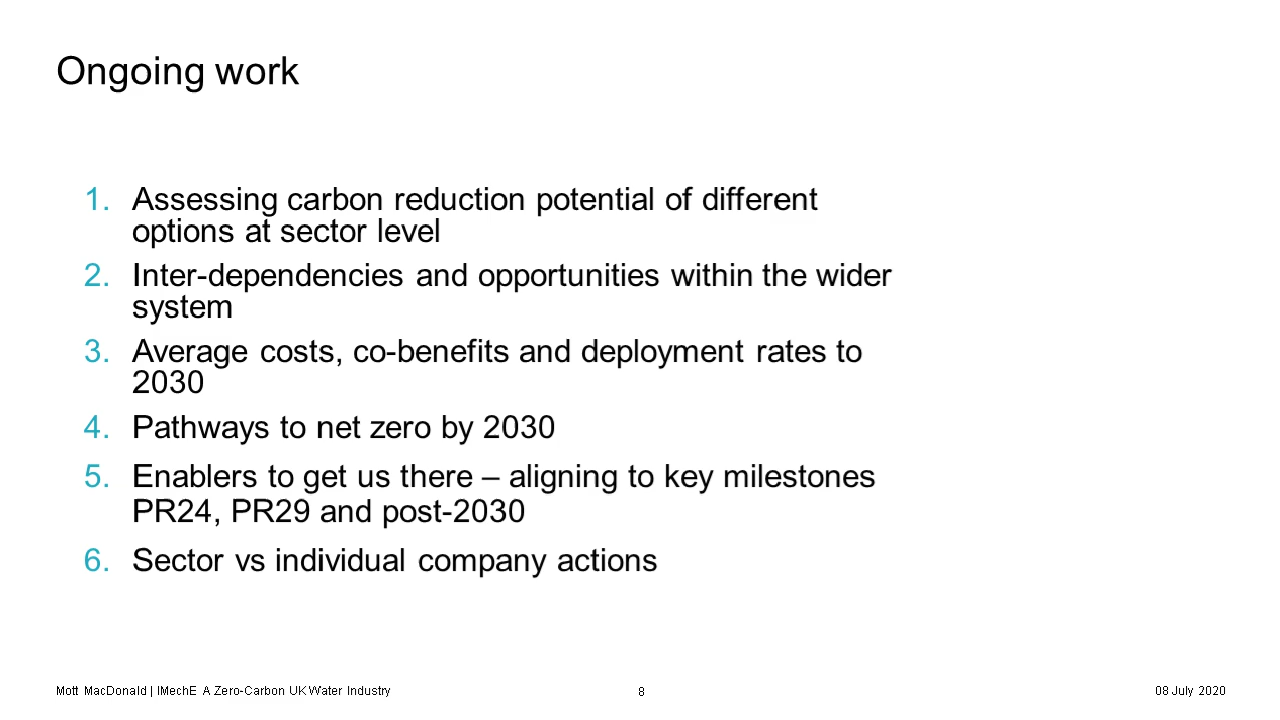 Ongoing work
1. Assessing carbon reduction potential of different
options at sector level
2. Inter-dependencies and opportunities within the wider
system
3. Average costs, co-benefits and deployment rates to
2030
4. Pathways to net zero by 2030
5. Enablers to get us there – aligning to key milestones
PR24, PR29 and post-2030
6. Sector vs individual company actions
Mott MacDonald | IMechE A Zero-Carbon UK Water Industry
8
08 July 2020